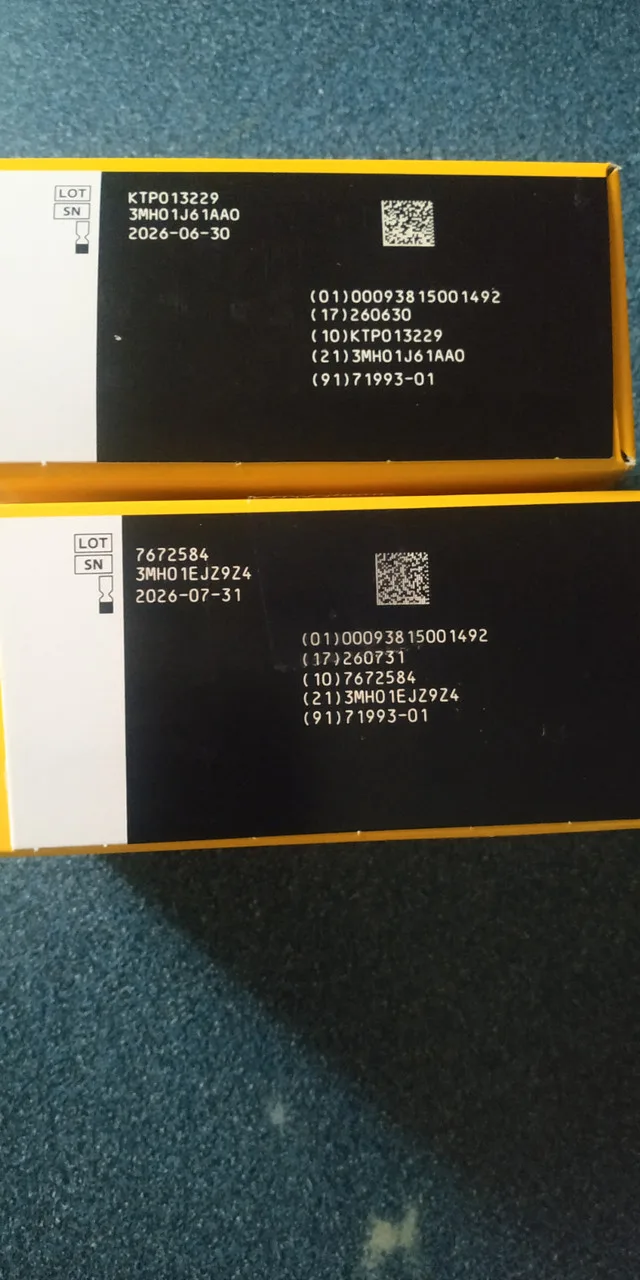 LOT
SN
KTP013229
3MH01J61AA0
2026-06-30
(01)00093815001492
(17)260630
(10)KTP013229
(21)3MH01J61AA0
(91)71993-01
LOT
SN
7672584
3MH01EJZ9Z4
2026-07-31
(01)00093815001492
(17)260731
(10)7672584
(21)3MH01EJZ9Z4
(91)71993-01